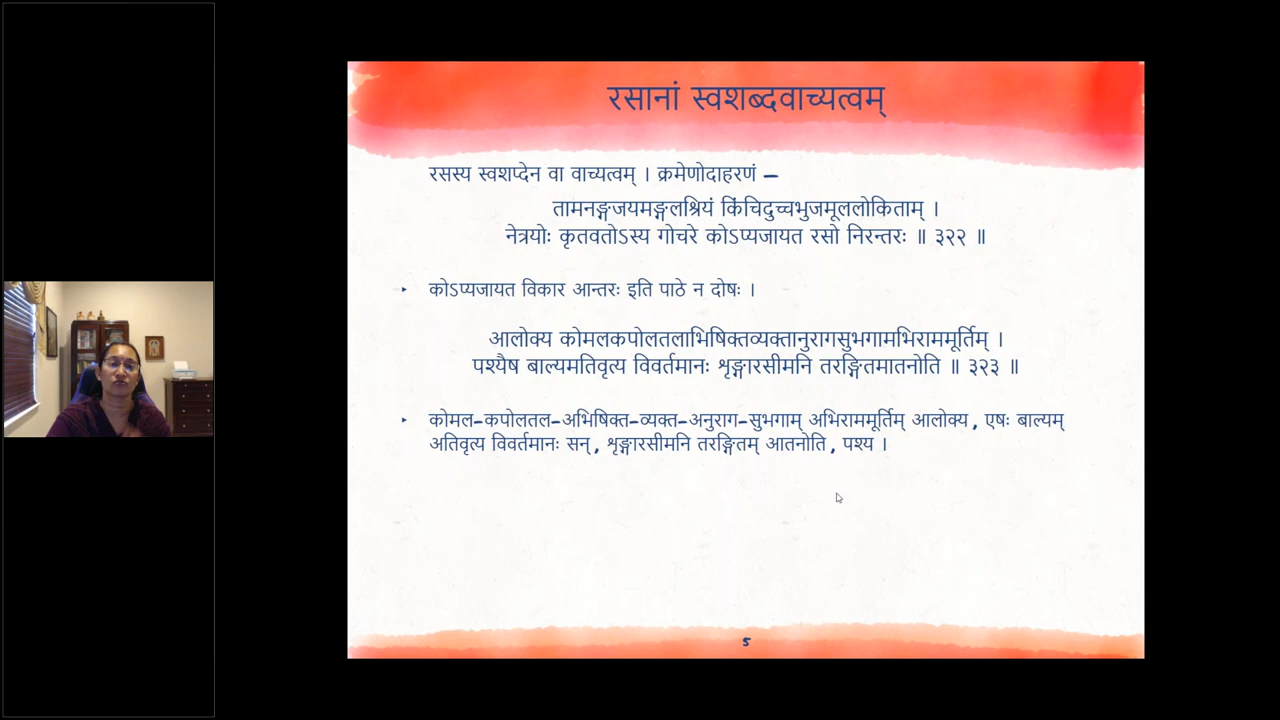 रसानां स्वशब्दवाच्यत्वम्
रसस्य स्वशप्देन वा वाच्यत्वम् । क्रमेणोदाहरणं –
तामनङ्गजयमङ्गलश्रियं किंचिदुच्चभुजमूललोकिताम् ।
नेत्रयोः कृतवतोऽस्य गोचरे कोऽप्यजायत रसो निरन्तरः ॥ ३२२ ॥
‣ कोऽप्यजायत विकार आन्तरः इति पाठे न दोषः ।
आलोक्य कोमलकपोलतलाभिषिक्तव्यक्तानुरागसुभगामभिराममूर्तिम् ।
पश्यैष बाल्यमतिवृत्य विवर्तमानः शृङ्गारसीमनि तरङ्गितमातनोति ॥ ३२३ ॥
‣ कोमल-कपोलतल-अभिषिक्त-व्यक्त-अनुराग-सुभगाम् अभिराममूर्तिम् आलोक्य, एषः बाल्यम्
अतिवृत्य विवर्तमानः सन्, शृङ्गारसीमनि तरङ्गितम् आतनोति, पश्य ।
5